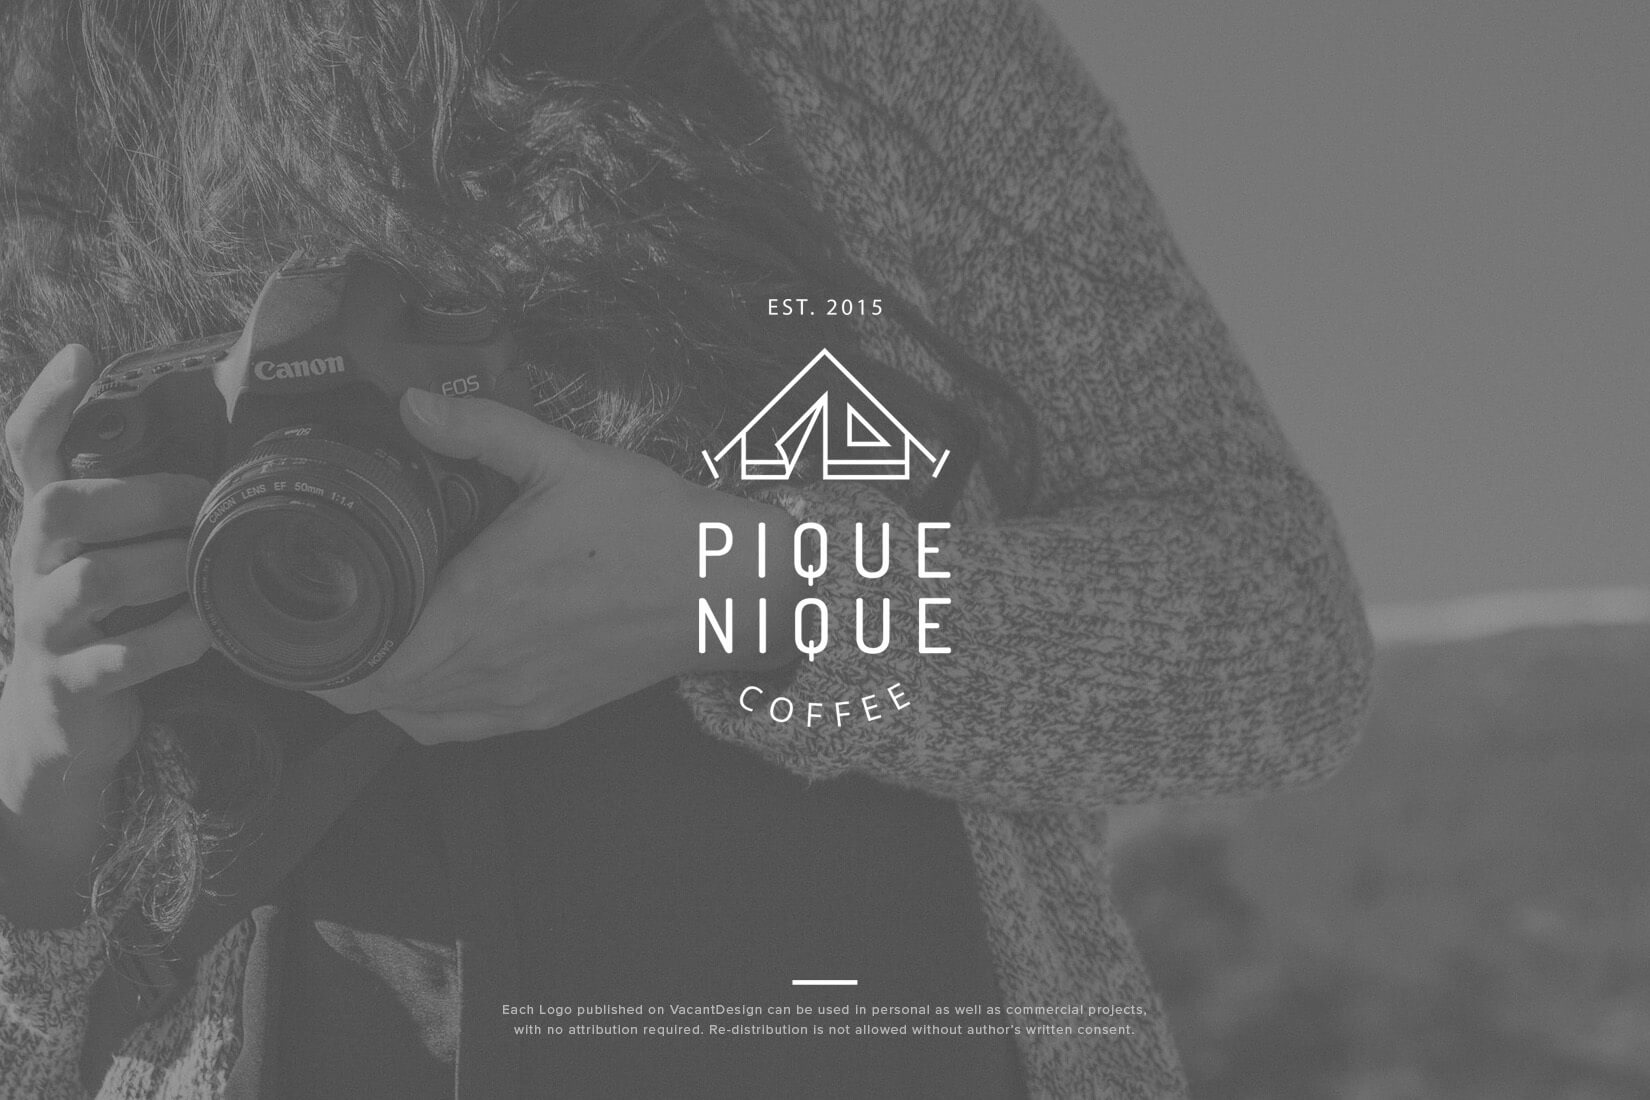 EST. 2015
Canon
EOS
50mm
CANON LENS EF 50mm 1:1.4
PIQUE
NIQUE
COFFEE
CANON
Each Logo published on VacantDesign can be used in personal as well as commercial projects,
with no attribution required. Re-distribution is not allowed without author's written consent.